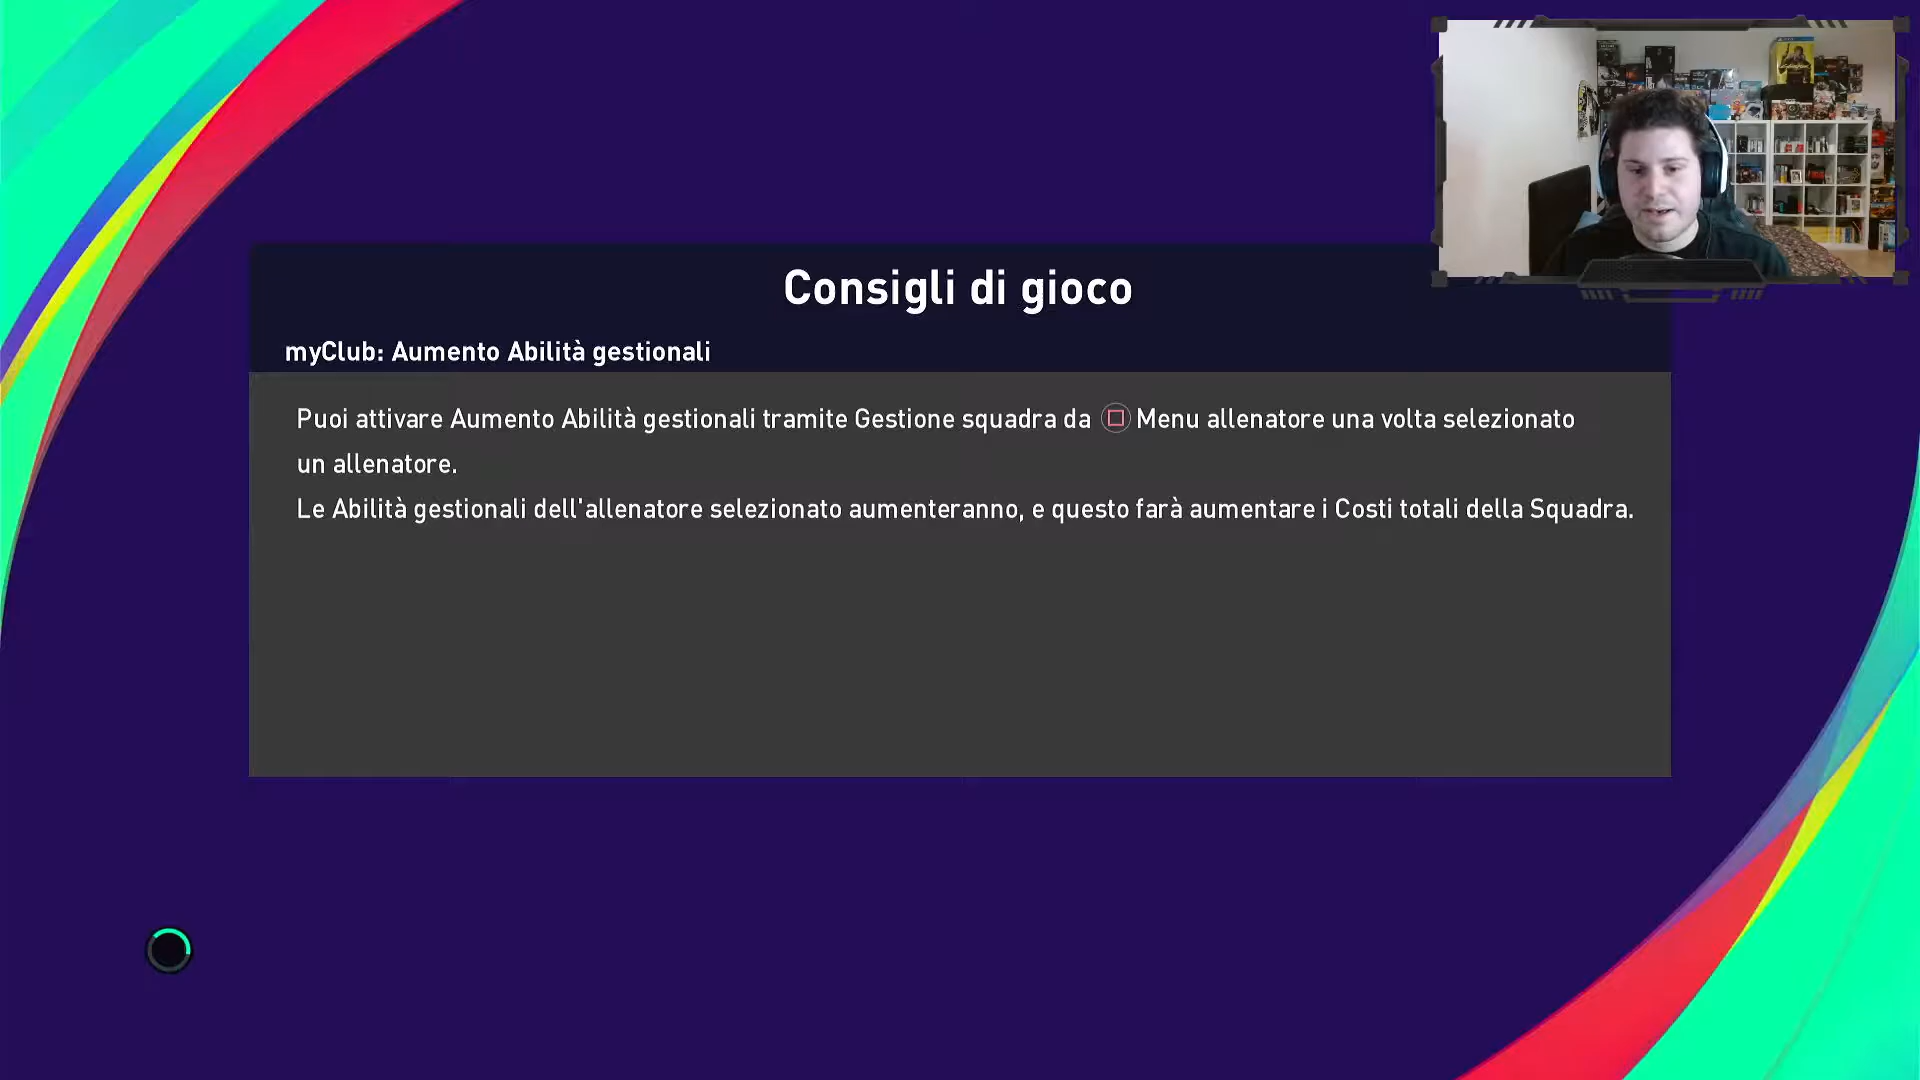 Consigli di gioco
myClub: Aumento Abilità gestionali
Puoi attivare Aumento Abilità gestionali tramite Gestione squadra da Menu allenatore una volta selezionato
un allenatore.
Le Abilità gestionali dell'allenatore selezionato aumenteranno, e questo farà aumentare i Costi totali della Squadra.